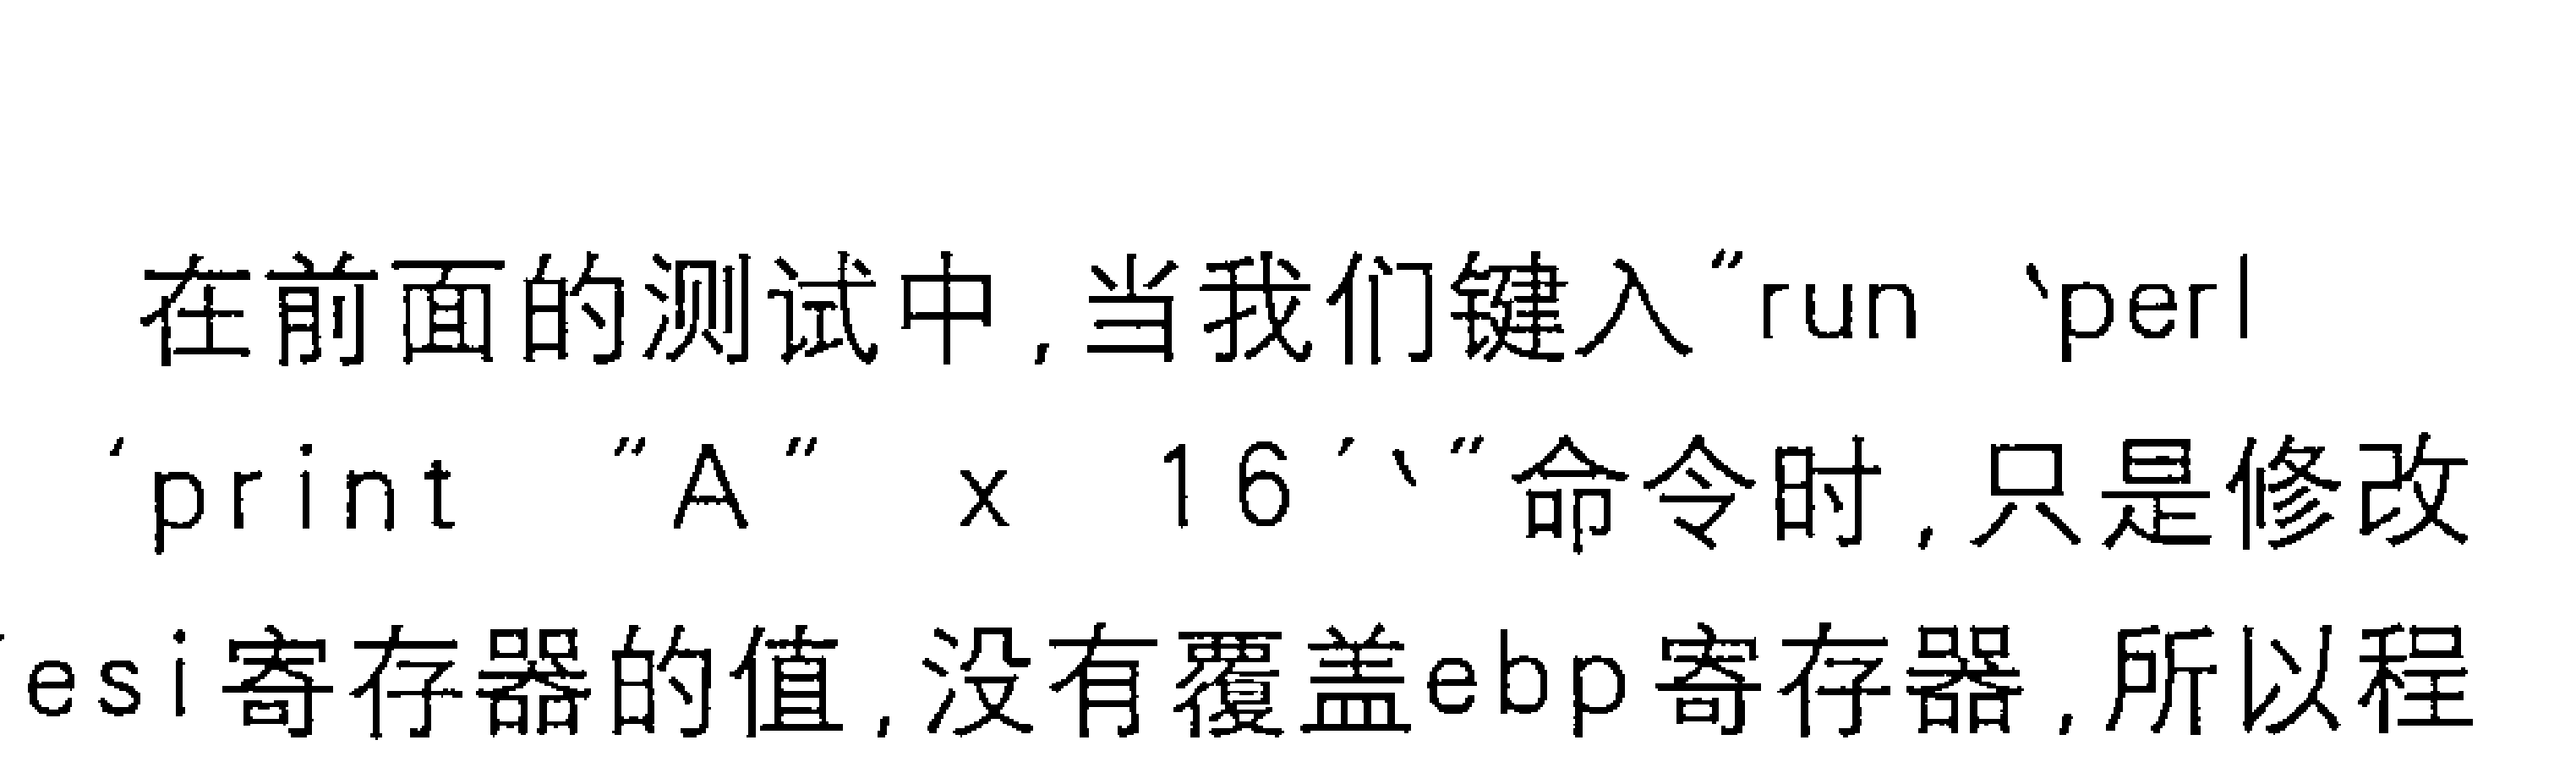 在前面的测试中,当我们键入"run `perl
'print "A" x 16'`"命令时,只是修改
esi寄存器的值,没有覆盖ebp寄存器,所以程